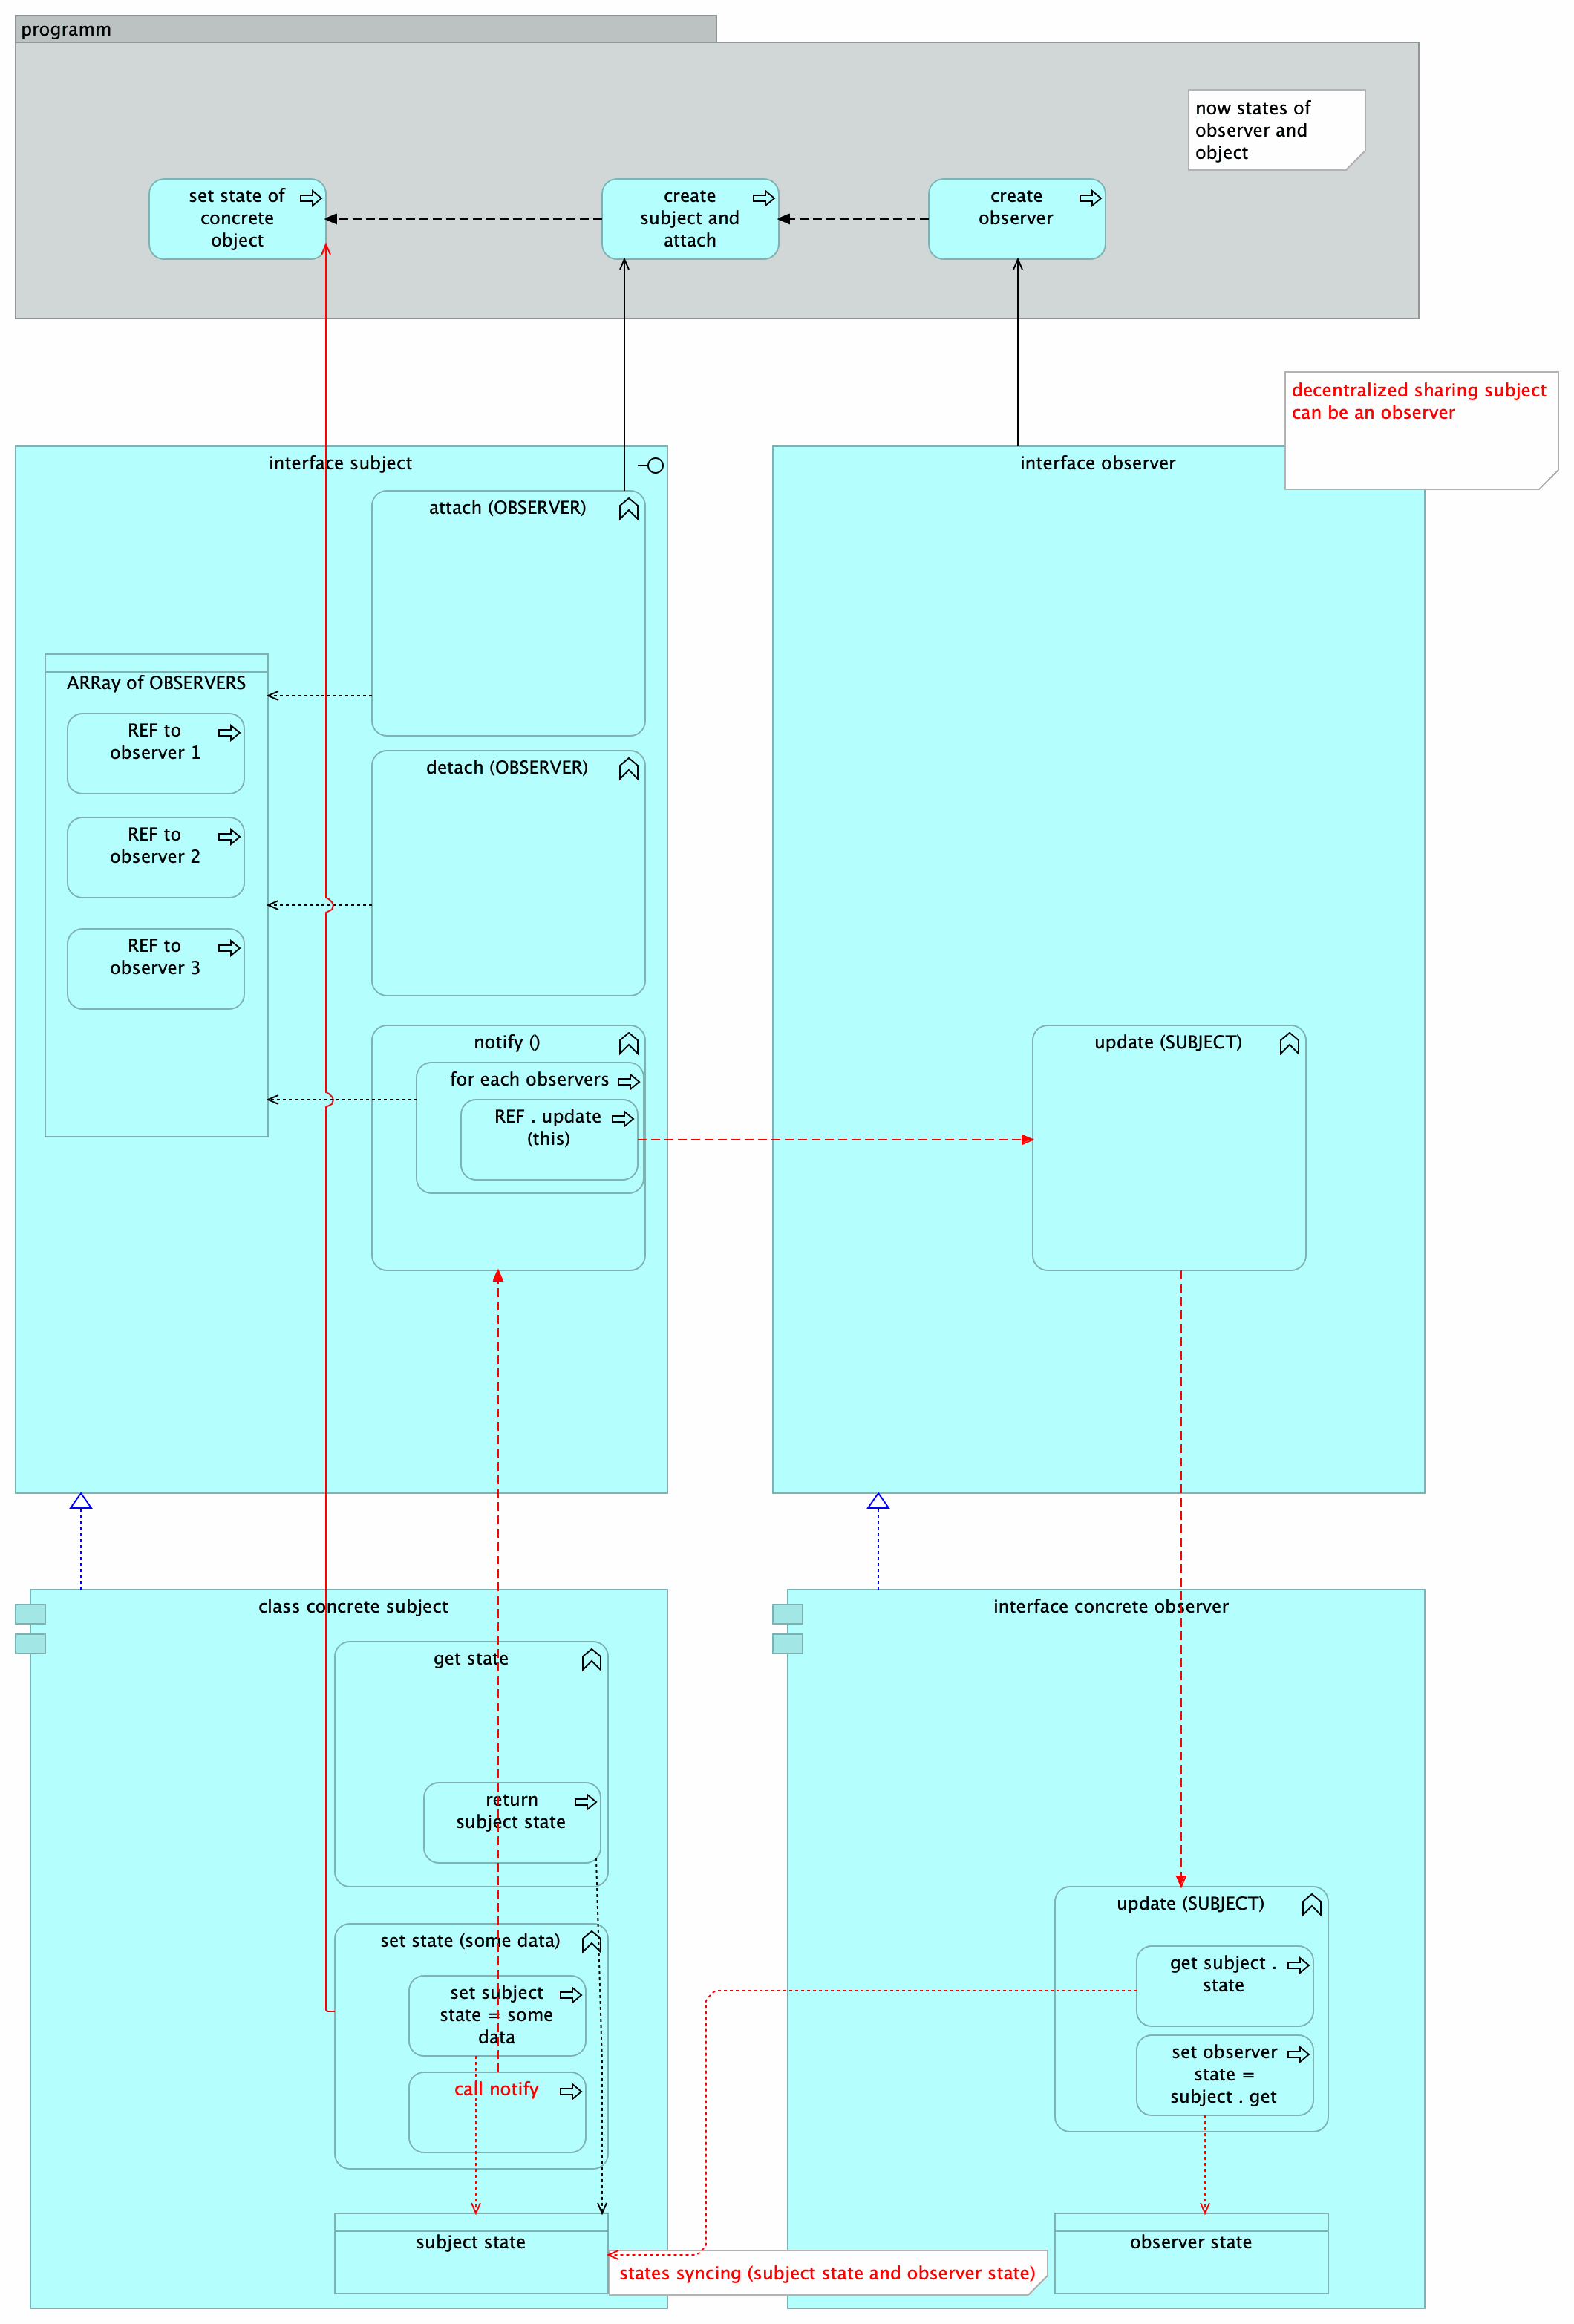 programm
now states of
observer and
object
set state of
concrete
object
create
subject and
attach
create
observer
decentralized sharing subject
can be an observer
interface subject
attach (OBSERVER)
ARRay of OBSERVERS
REF to
observer 1
REF to
observer 2
REF to
observer 3
detach (OBSERVER)
notify ()
for each observers
REF . update
(this)
interface observer
update (SUBJECT)
class concrete subject
get state
return
subject state
set state (some data)
set subject
state = some
data
call notify
subject state
interface concrete observer
update (SUBJECT)
get subject .
state
set observer
state =
subject . get
observer state
states syncing (subject state and observer state)